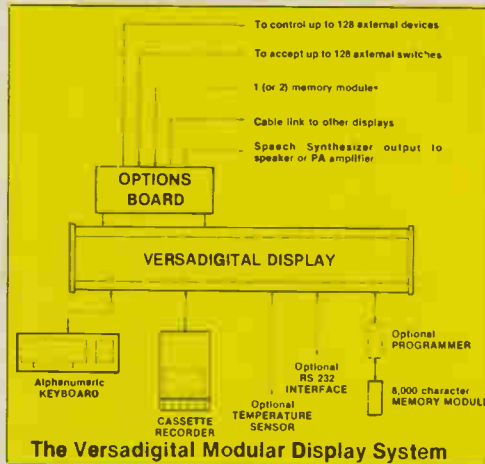 To control up to 128 external devices
To accept up to 128 external switches
1 (or 2) memory modules
Cable link to other displays
Speech Synthesizer output to
speaker or PA amplifier
OPTIONS
BOARD
VERSADIGITAL DISPLAY
Alphanumeric
KEYBOARD
CASSETTE
RECORDER
Optional
TEMPERATURE
SENSOR
Optional
RS 232
INTERFACE
Optional
PROGRAMMER
8,000 character
MEMORY MODULE
The Versadigital Modular Display System